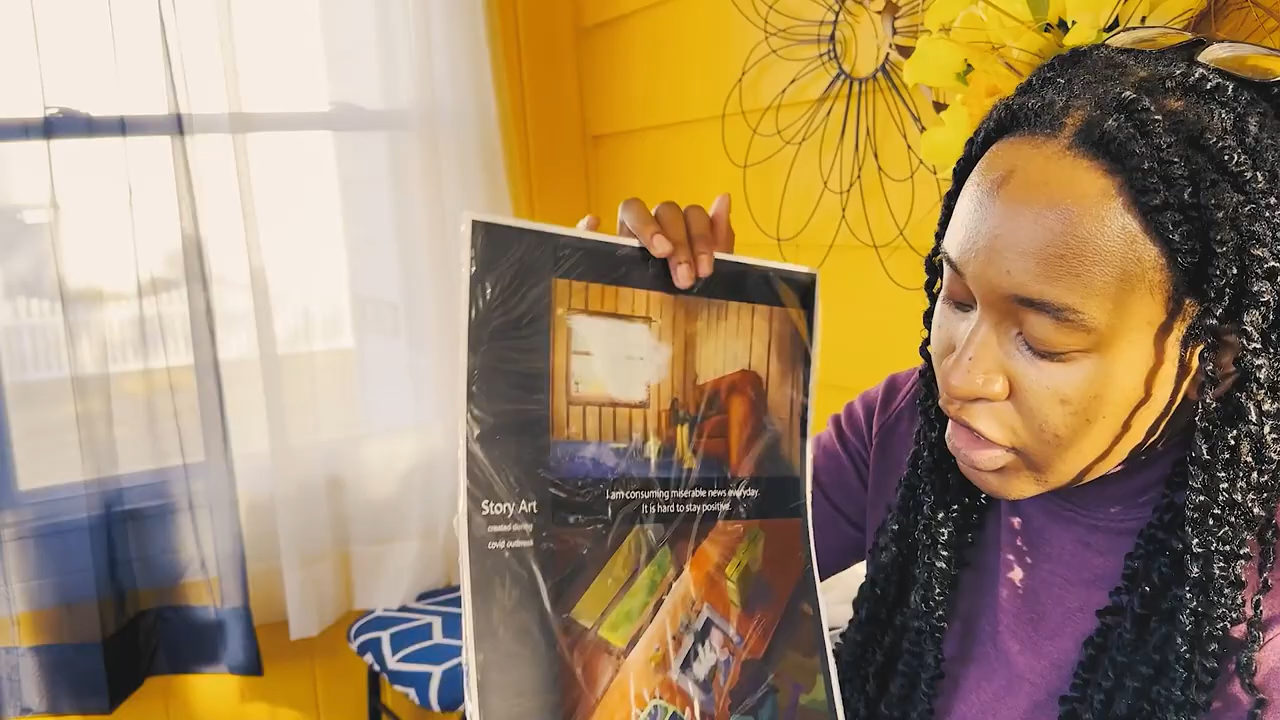 I am consuming miserable news everyday.
It is hard to stay positive.
Story Art
created during
covid outbreak